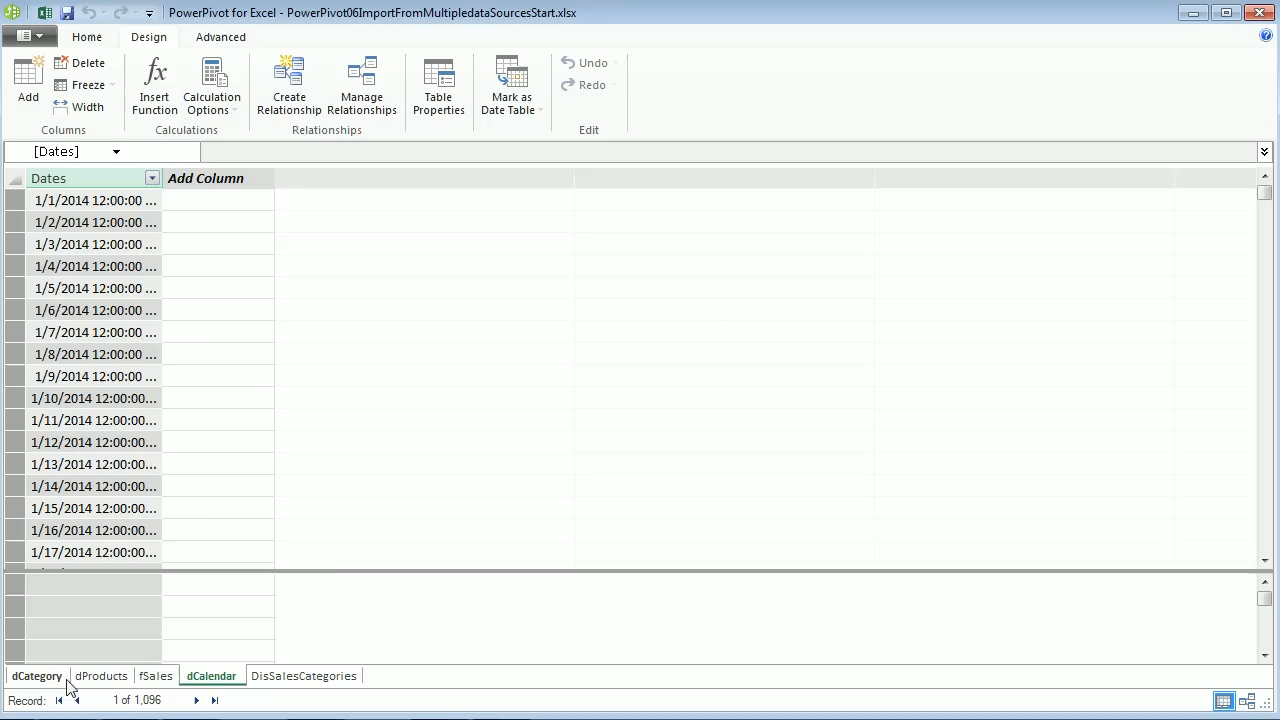 PowerPivot for Excel - PowerPivot06ImportFromMultipledataSourcesStart.xlsx
Home Design Advanced
Add
Delete
Freeze
Width
Columns
Insert Function
Calculation Options
Calculations
Create Relationship
Manage Relationships
Relationships
Table Properties
Mark as Date Table
Undo
Redo
Edit
[Dates]
Dates Add Column
1/1/2014 12:00:00 ...
1/2/2014 12:00:00 ...
1/3/2014 12:00:00 ...
1/4/2014 12:00:00 ...
1/5/2014 12:00:00 ...
1/6/2014 12:00:00 ...
1/7/2014 12:00:00 ...
1/8/2014 12:00:00 ...
1/9/2014 12:00:00 ...
1/10/2014 12:00:00...
1/11/2014 12:00:00...
1/12/2014 12:00:00...
1/13/2014 12:00:00...
1/14/2014 12:00:00...
1/15/2014 12:00:00...
1/16/2014 12:00:00...
1/17/2014 12:00:00...
dCategory dProducts fSales dCalendar DisSalesCategories
Record: 1 of 1,096